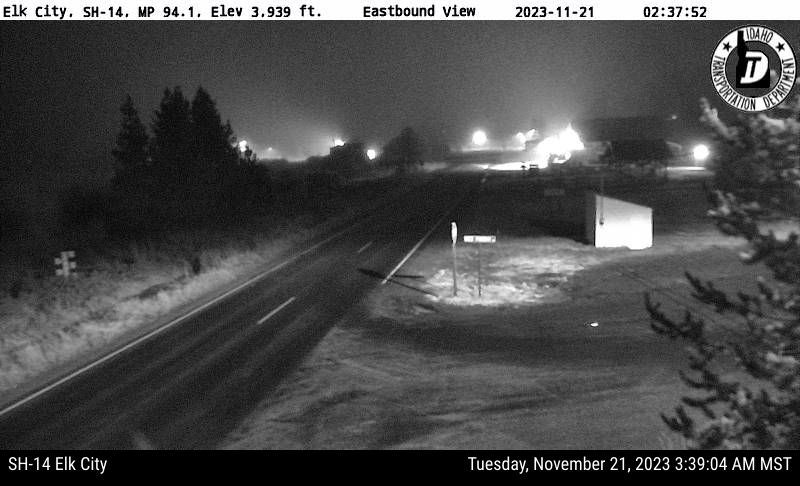 Elk City, SH-14, MP 94.1, Elev 3,939 ft. Eastbound View 2023-11-21 02:37:52
IDAHO
TRANSPORTATION DEPARTMENT
SH-14 Elk City Tuesday, November 21, 2023 3:39:04 AM MST